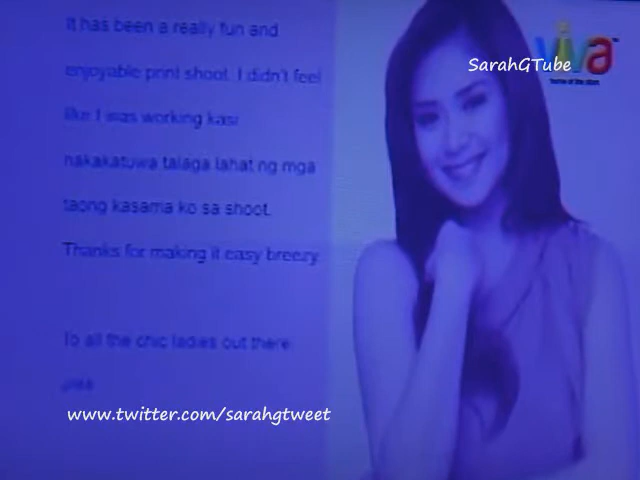 It has been a really fun and
enjoyable print shoot. I didn't feel
like I was working kasi
nakakatuwa talaga lahat ng mga
taong kasama ko sa shoot.
Thanks for making it easy breezy.
To all the chic ladies out there
SarahGTube
viva
www.twitter.com/sarahgtweet